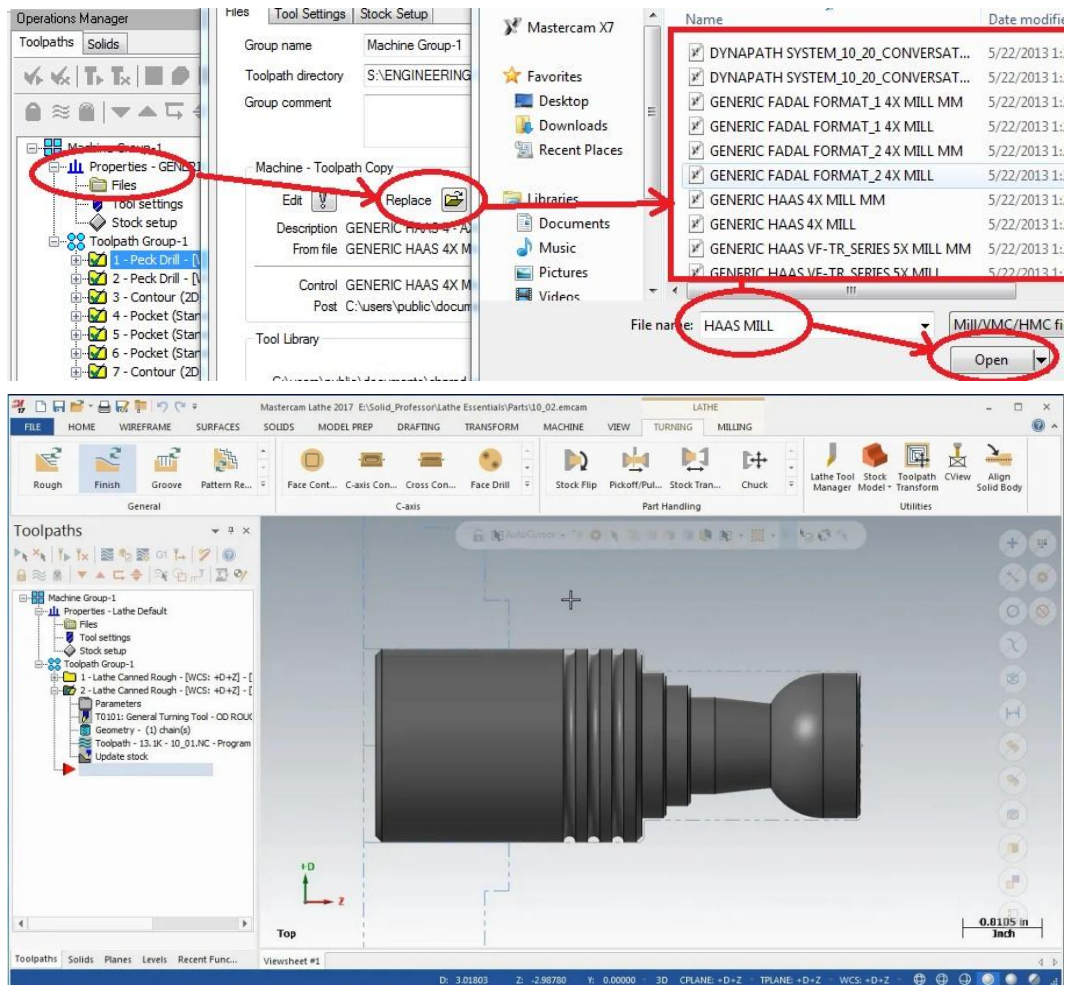 Operations Manager
Toolpaths Solids
Machine Group-1
Properties - GENERI
Files
Tool settings
Stock setup
Toolpath Group-1
1 - Peck Drill - [W
2 - Peck Drill - [W
3 - Contour (2D
4 - Pocket (Stan
5 - Pocket (Stan
6 - Pocket (Stan
7 - Contour (2D
Files Tool Settings Stock Setup
Group name Machine Group-1
Toolpath directory S:\ENGINEERING
Group comment
Machine - Toolpath Copy
Edit Replace
Description GENERIC HAAS 4 - AX
From file GENERIC HAAS 4X M
Control GENERIC HAAS 4X M
Post C:\users\public\docum
Tool Library
Mastercam X7
Favorites
Desktop
Downloads
Recent Places
Libraries
Documents
Music
Pictures
Videos
Name Date modifie
DYNAPATH SYSTEM_10_20_CONVERSAT... 5/22/2013 1:
DYNAPATH SYSTEM_10_20_CONVERSAT... 5/22/2013 1:
GENERIC FADAL FORMAT_1 4X MILL MM 5/22/2013 1:
GENERIC FADAL FORMAT_1 4X MILL 5/22/2013 1:
GENERIC FADAL FORMAT_2 4X MILL MM 5/22/2013 1:
GENERIC FADAL FORMAT_2 4X MILL 5/22/2013 1:
GENERIC HAAS 4X MILL MM 5/22/2013 1:
GENERIC HAAS 4X MILL 5/22/2013 1:
GENERIC HAAS VF-TR_SERIES 5X MILL MM 5/22/2013 1:
GENERIC HAAS VF-TR_SERIES 5X MILL 5/22/2013 1:
File name: HAAS MILL Mill/VMC/HMC fi
Open
Mastercam Lathe 2017 E:\Solid_Professor\Lathe Essentials\Parts\10_02.emcam LATHE
FILE HOME WIREFRAME SURFACES SOLIDS MODEL PREP DRAFTING TRANSFORM MACHINE VIEW TURNING MILLING
Rough Finish Groove Pattern Re... Face Cont... C-axis Con... Cross Con... Face Drill Stock Flip Pickoff/Pul... Stock Tran... Chuck Lathe Tool Manager Stock Model Toolpath Transform CView Align Solid Body
General C-axis Part Handling Utilities
Toolpaths
AutoCursor
G1
Machine Group-1
Properties - Lathe Default
Files
Tool settings
Stock setup
Toolpath Group-1
1 - Lathe Canned Rough - [WCS: +D+Z] - [
2 - Lathe Canned Rough - [WCS: +D+Z] - [
Parameters
T0101: General Turning Tool - OD ROUG
Geometry - (1) chain(s)
Toolpath - 13.1K - 10_01.NC - Program
Update stock
+D
Z
Top
0.8105 in
Inch
Toolpaths Solids Planes Levels Recent Func... Viewsheet #1
D: 3.01803 Z: -2.98780 Y: 0.00000 3D CPLANE: +D+Z TPLANE: +D+Z WCS: +D+Z